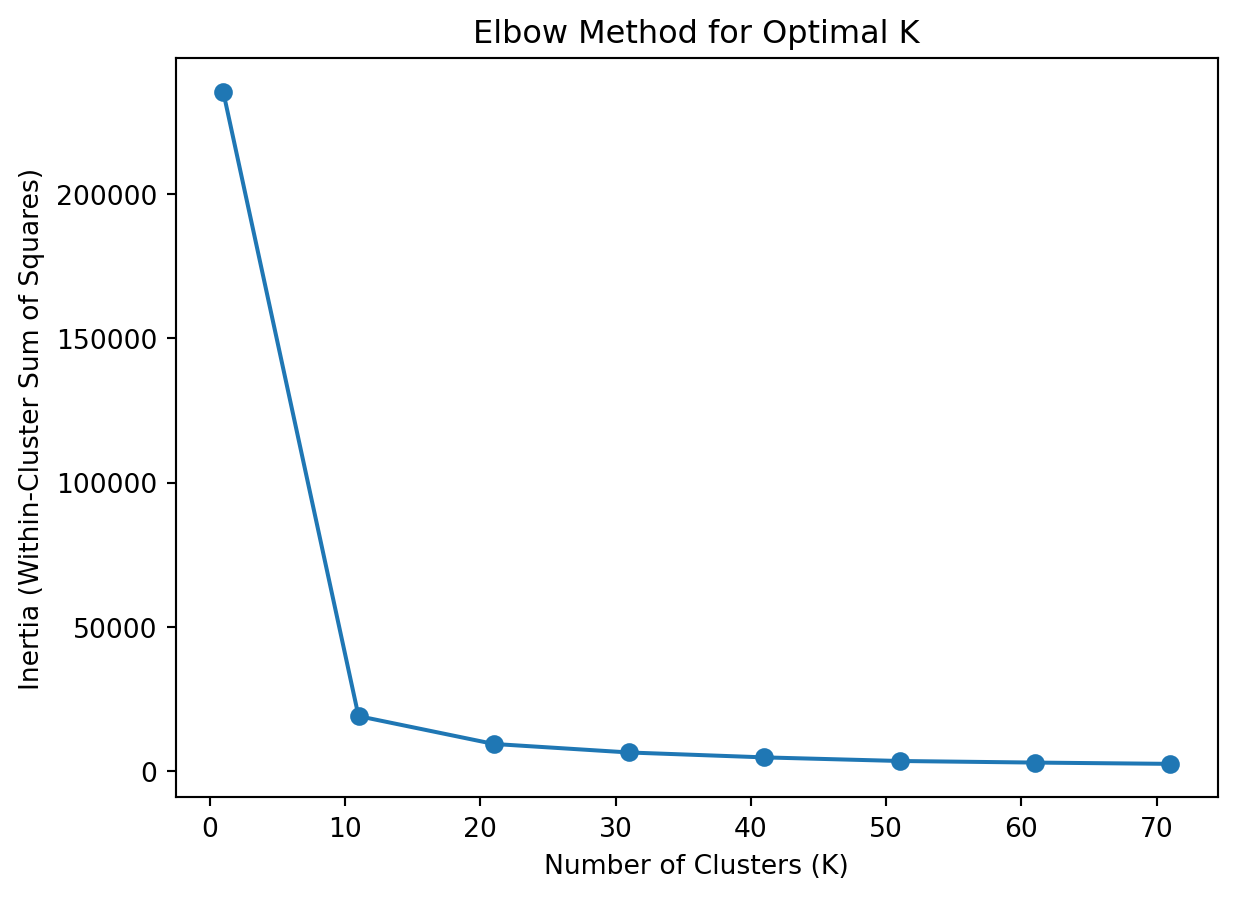 Elbow Method for Optimal K
Inertia (Within-Cluster Sum of Squares)
200000
150000
100000
50000
0
0 10 20 30 40 50 60 70
Number of Clusters (K)